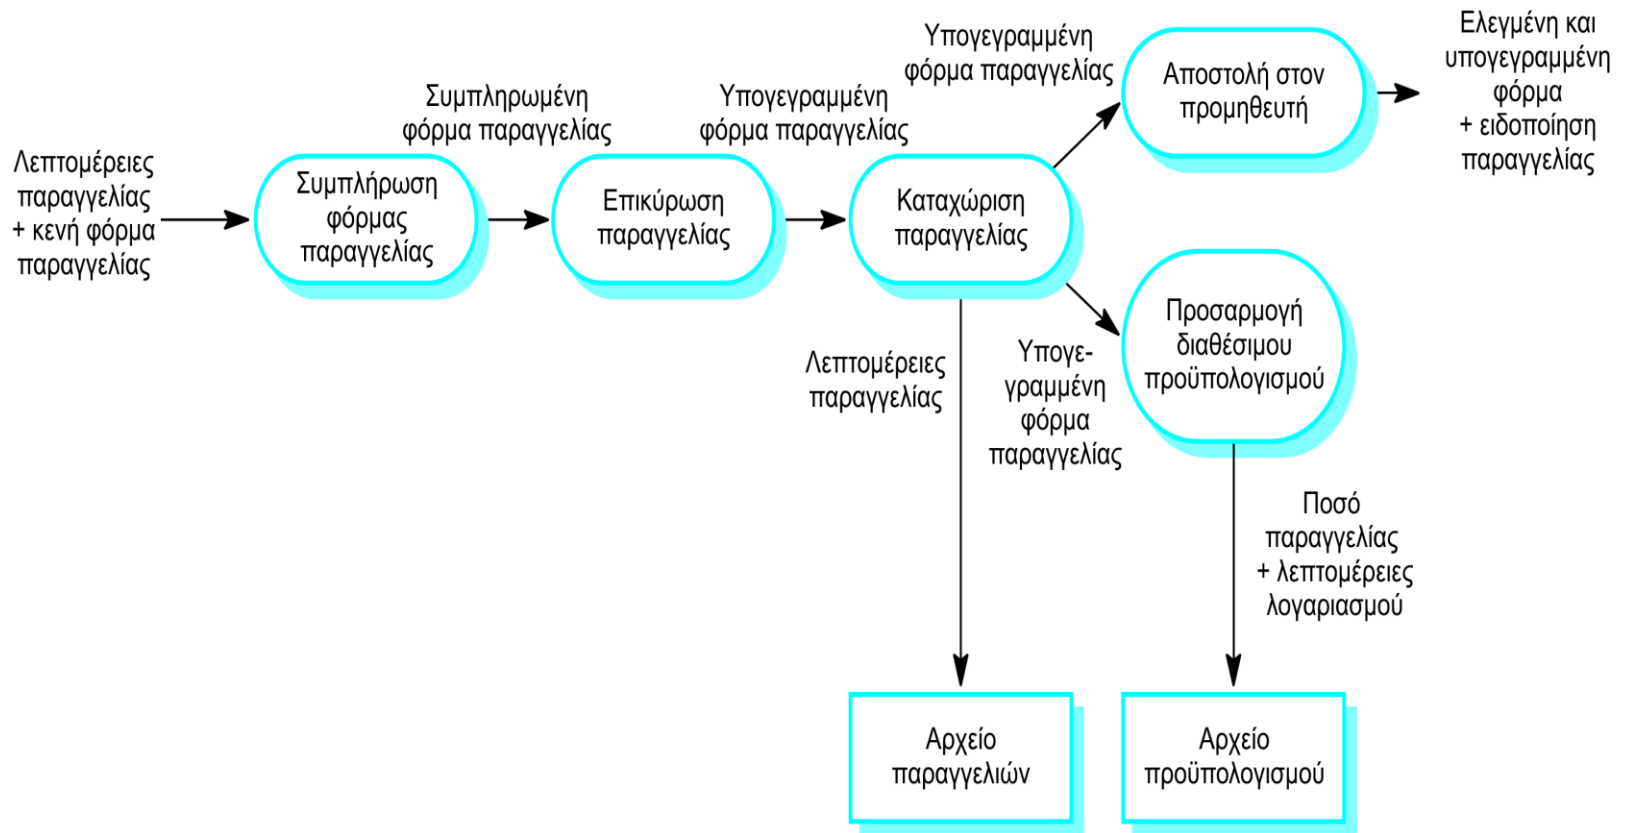 Λεπτομέρειες
παραγγελίας
+ κενή φόρμα
παραγγελίας
Συμπλήρωση
φόρμας
παραγγελίας
Συμπληρωμένη
φόρμα παραγγελίας
Επικύρωση
παραγγελίας
Υπογεγραμμένη
φόρμα παραγγελίας
Καταχώριση
παραγγελίας
Υπογεγραμμένη
φόρμα παραγγελίας
Αποστολή στον
προμηθευτή
Ελεγμένη και
υπογεγραμμένη
φόρμα
+ ειδοποίηση
παραγγελίας
Λεπτομέρειες
παραγγελίας
Υπογε-
γραμμένη
φόρμα
παραγγελίας
Προσαρμογή
διαθέσιμου
προϋπολογισμού
Ποσό
παραγγελίας
+ λεπτομέρειες
λογαριασμού
Αρχείο
παραγγελιών
Αρχείο
προϋπολογισμού